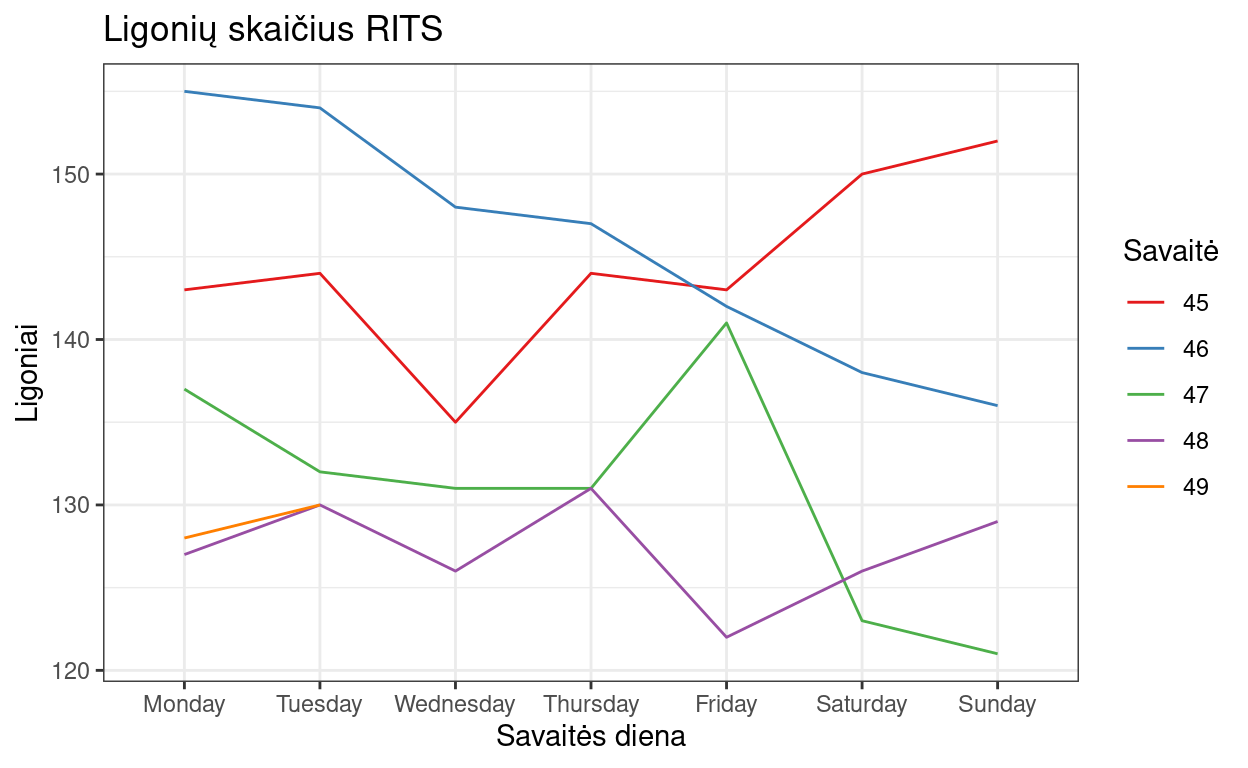 Ligonių skaičius RITS
150
140
130
120
Ligoniai
Monday Tuesday Wednesday Thursday Friday Saturday Sunday
Savaitės diena
Savaitė
45
46
47
48
49